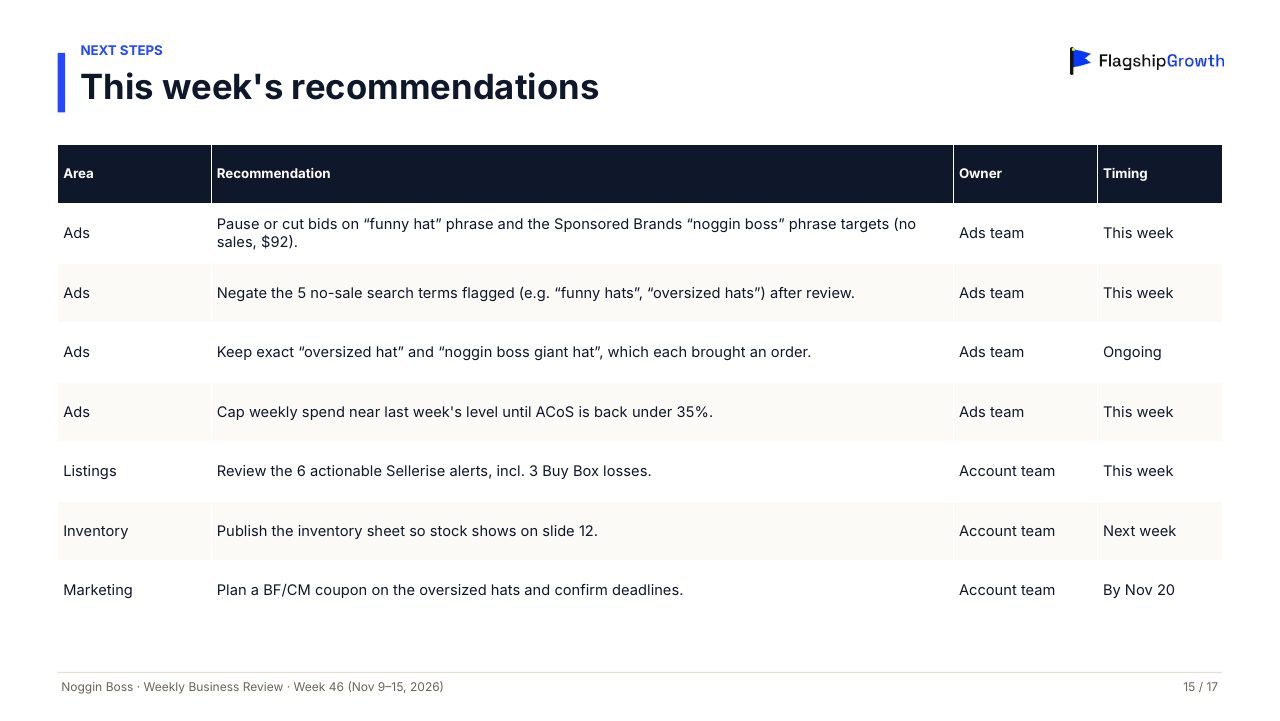 NEXT STEPS
This week's recommendations
FlagshipGrowth
Area
Recommendation
Owner
Timing
Ads
Pause or cut bids on “funny hat” phrase and the Sponsored Brands “noggin boss” phrase targets (no
sales, $92).
Ads team
This week
Ads
Negate the 5 no-sale search terms flagged (e.g. “funny hats”, “oversized hats”) after review.
Ads team
This week
Ads
Keep exact “oversized hat” and “noggin boss giant hat”, which each brought an order.
Ads team
Ongoing
Ads
Cap weekly spend near last week's level until ACoS is back under 35%.
Ads team
This week
Listings
Review the 6 actionable Sellerise alerts, incl. 3 Buy Box losses.
Account team
This week
Inventory
Publish the inventory sheet so stock shows on slide 12.
Account team
Next week
Marketing
Plan a BF/CM coupon on the oversized hats and confirm deadlines.
Account team
By Nov 20
Noggin Boss · Weekly Business Review · Week 46 (Nov 9–15, 2026)
15 / 17